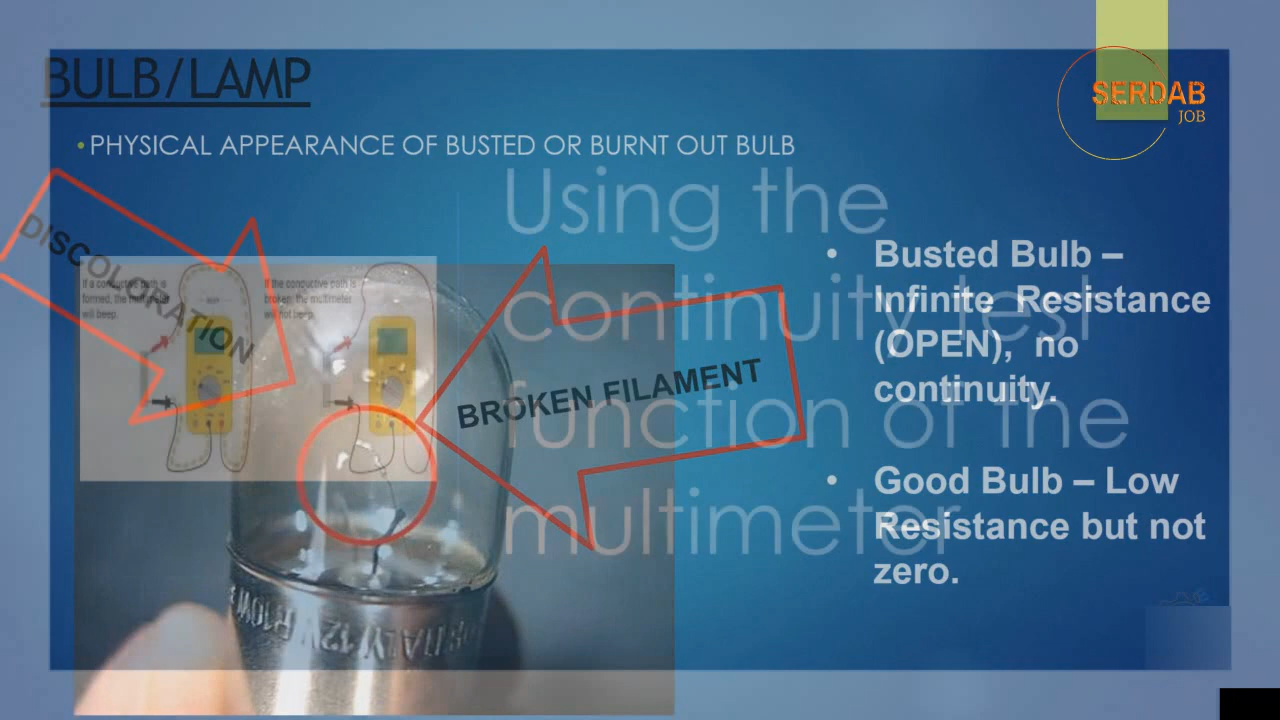 BULB/LAMP
SERDAB
JOB
• PHYSICAL APPEARANCE OF BUSTED OR BURNT OUT BULB
Using the
continuity test
function of the
multimeter
DISCOLORATION
If a conductive path is
formed, the multimeter
will beep.
If the conductive path is
broken, the multimeter
will not beep.
BROKEN FILAMENT
• Busted Bulb –
Infinite Resistance
(OPEN), no
continuity.
• Good Bulb – Low
Resistance but not
zero.
ITALY 12V R10W